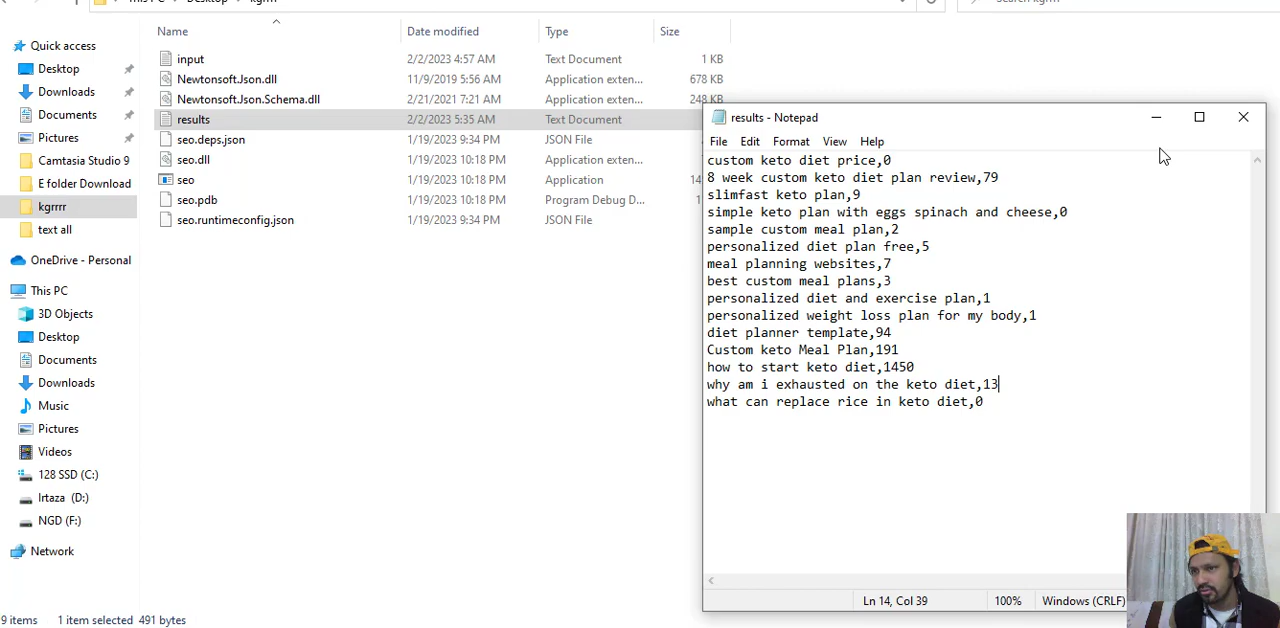 This PC
Desktop
kgrrr
Search kgrrr
Name
Date modified
Type
Size
Quick access
Desktop
Downloads
Documents
Pictures
Camtasia Studio 9
E folder Download
kgrrr
text all
OneDrive - Personal
This PC
3D Objects
Desktop
Documents
Downloads
Music
Pictures
Videos
128 SSD (C:)
Irtaza (D:)
NGD (F:)
Network
input 2/2/2023 4:57 AM Text Document 1 KB
Newtonsoft.Json.dll 11/9/2019 5:56 AM Application exten... 678 KB
Newtonsoft.Json.Schema.dll 2/21/2021 7:21 AM Application exten... 248 KB
results 2/2/2023 5:35 AM Text Document
seo.deps.json 1/19/2023 9:34 PM JSON File
seo.dll 1/19/2023 10:18 PM Application exten...
seo 1/19/2023 10:18 PM Application
seo.pdb 1/19/2023 10:18 PM Program Debug D...
seo.runtimeconfig.json 1/19/2023 9:34 PM JSON File
results - Notepad
File Edit Format View Help
custom keto diet price,0
8 week custom keto diet plan review,79
slimfast keto plan,9
simple keto plan with eggs spinach and cheese,0
sample custom meal plan,2
personalized diet plan free,5
meal planning websites,7
best custom meal plans,3
personalized diet and exercise plan,1
personalized weight loss plan for my body,1
diet planner template,94
Custom keto Meal Plan,191
how to start keto diet,1450
why am i exhausted on the keto diet,13
what can replace rice in keto diet,0
Ln 14, Col 39 100% Windows (CRLF)
9 items 1 item selected 491 bytes